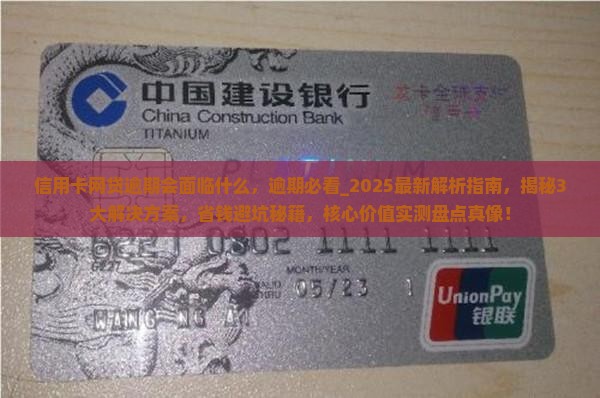 中国建设银行
China Construction Bank
TITANIUM
龙卡全球支付
信用卡
PLATINUM
信用卡网贷逾期会面临什么，逾期必看_2025最新解析指南，揭秘3
大解决方案，省钱避坑秘籍，核心价值实测盘点真像！
0802 1111 1111
MONTH/YEAR
VALID
THRU
05/23
1
UnionPay
银联